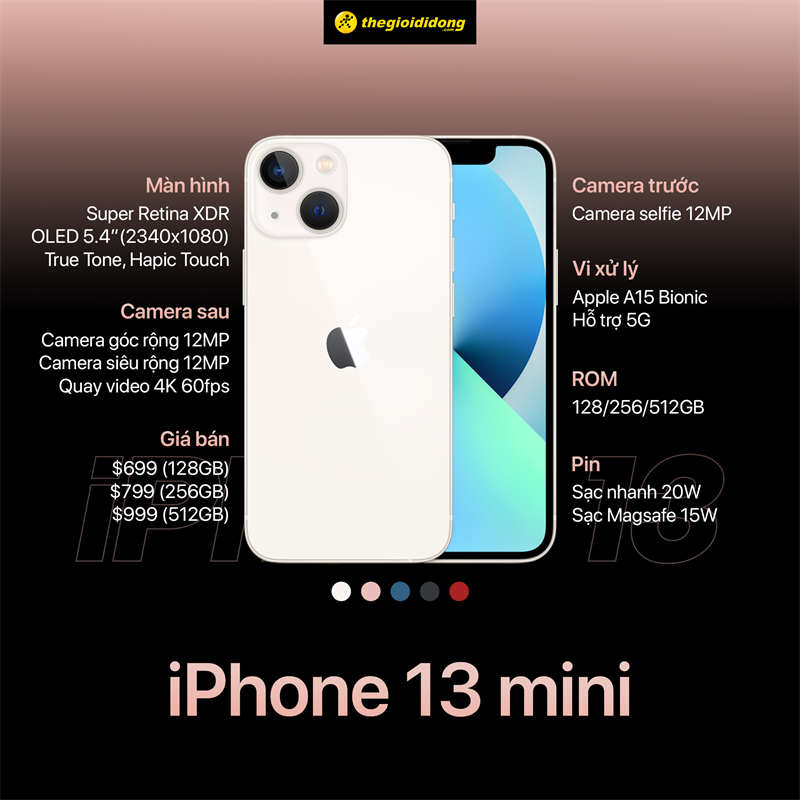 thegioididong
.com
Màn hình
Super Retina XDR
OLED 5.4”(2340x1080)
True Tone, Hapic Touch
Camera sau
Camera góc rộng 12MP
Camera siêu rộng 12MP
Quay video 4K 60fps
Giá bán
$699 (128GB)
$799 (256GB)
$999 (512GB)
Camera trước
Camera selfie 12MP
Vi xử lý
Apple A15 Bionic
Hỗ trợ 5G
ROM
128/256/512GB
Pin
Sạc nhanh 20W
Sạc Magsafe 15W
iPh 13
iPhone 13 mini